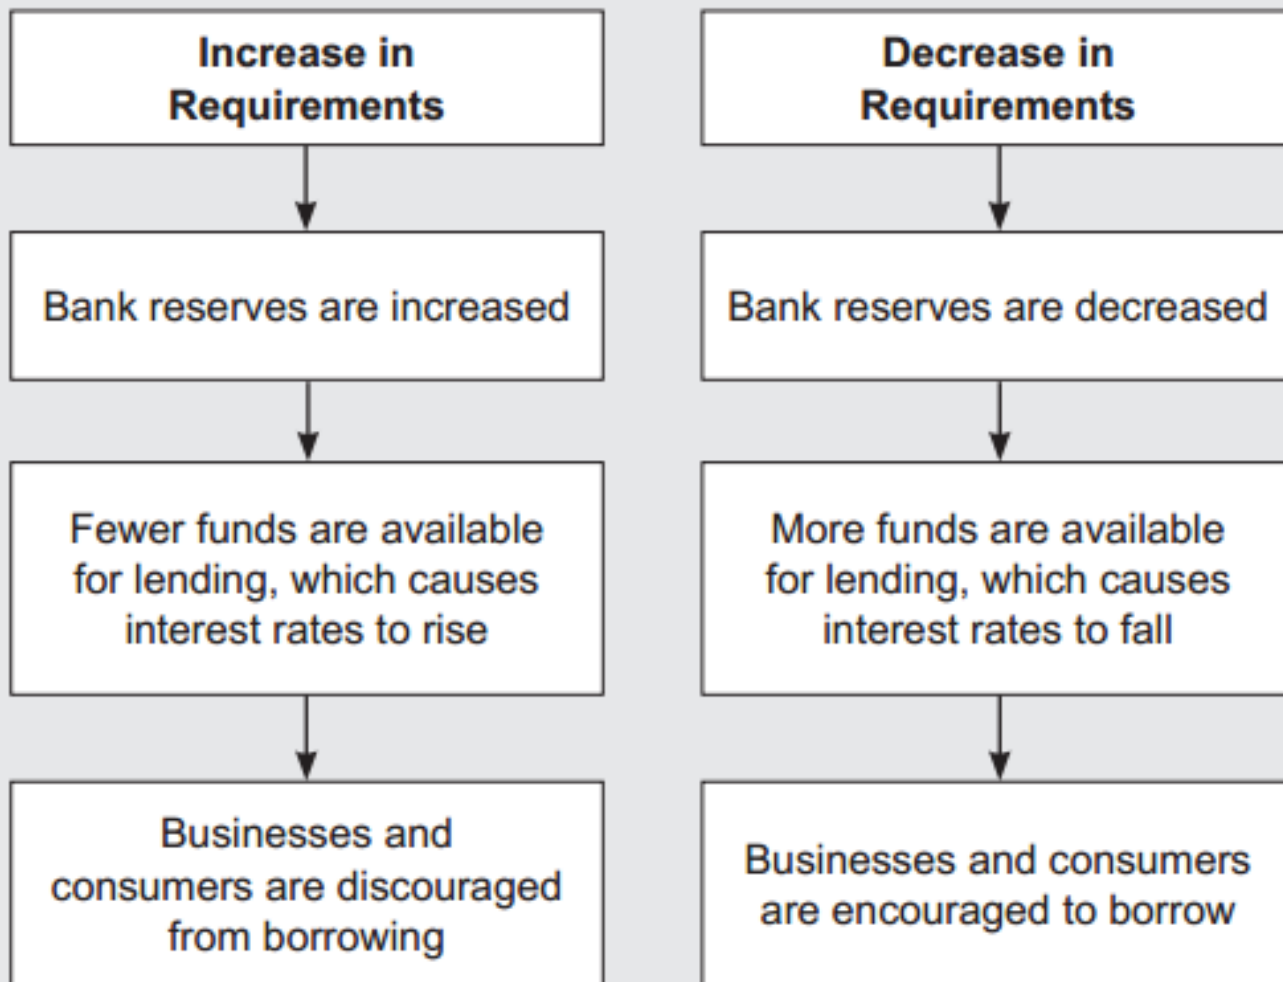 Increase in
Requirements
Bank reserves are increased
Fewer funds are available
for lending, which causes
interest rates to rise
Businesses and
consumers are discouraged
from borrowing
Decrease in
Requirements
Bank reserves are decreased
More funds are available
for lending, which causes
interest rates to fall
Businesses and consumers
are encouraged to borrow